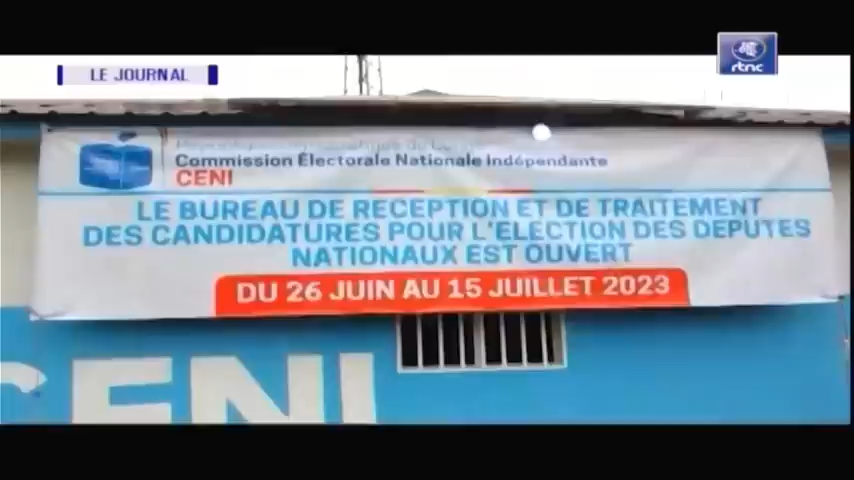 LE JOURNAL
rtnc
Commission Électorale Nationale Indépendante
CENI
LE BUREAU DE RECEPTION ET DE TRAITEMENT
DES CANDIDATURES POUR L'ELECTION DES DEPUTES
NATIONAUX EST OUVERT
DU 26 JUIN AU 15 JUILLET 2023
CENI